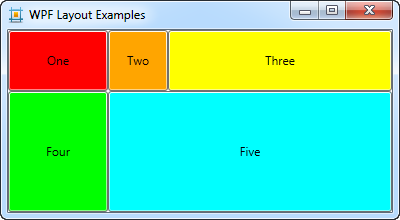 WPF Layout Examples
One
Two
Three
Four
Five